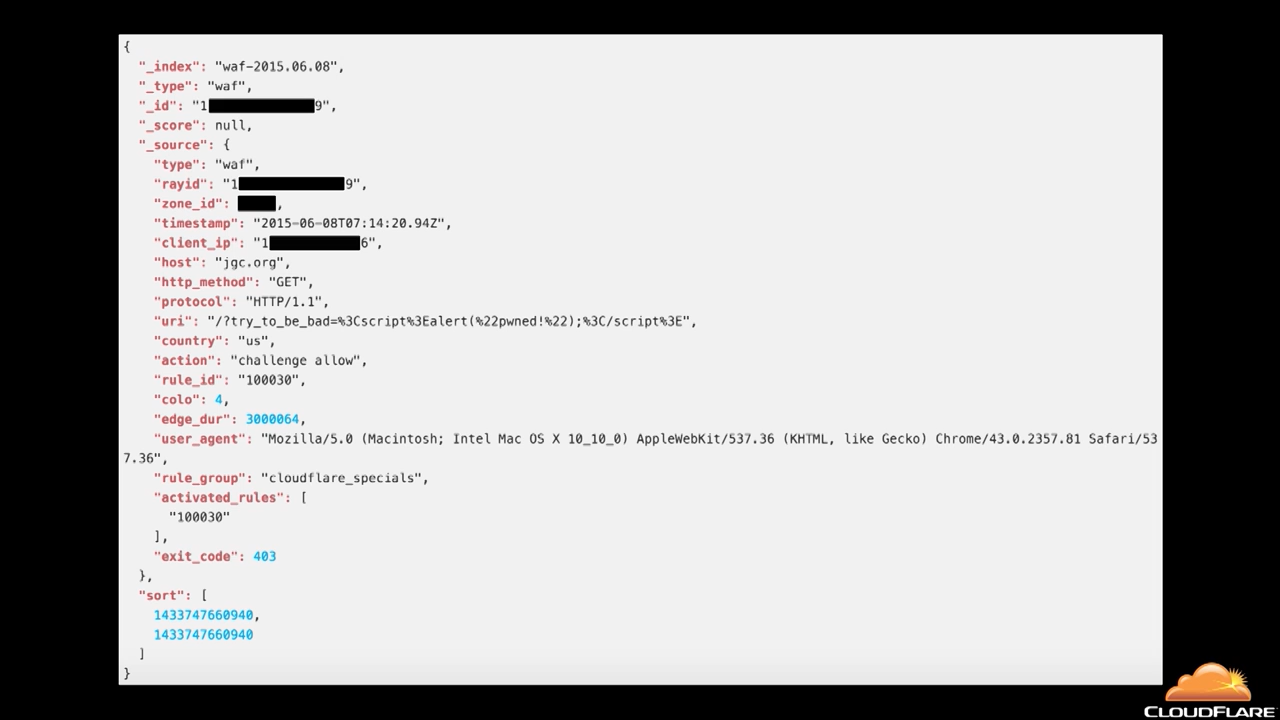 {
"_index": "waf-2015.06.08",
"_type": "waf",
"_id": "1 9",
"_score": null,
"_source": {
"type": "waf",
"rayid": "1 9",
"zone_id": ,
"timestamp": "2015-06-08T07:14:20.94Z",
"client_ip": "1 6",
"host": "jgc.org",
"http_method": "GET",
"protocol": "HTTP/1.1",
"uri": "/?try_to_be_bad=%3Cscript%3Ealert(%22pwned!%22);%3C/script%3E",
"country": "us",
"action": "challenge allow",
"rule_id": "100030",
"colo": 4,
"edge_dur": 3000064,
"user_agent": "Mozilla/5.0 (Macintosh; Intel Mac OS X 10_10_0) AppleWebKit/537.36 (KHTML, like Gecko) Chrome/43.0.2357.81 Safari/53
7.36",
"rule_group": "cloudflare_specials",
"activated_rules": [
"100030"
],
"exit_code": 403
},
"sort": [
1433747660940,
1433747660940
]
}
CLOUDFLARE